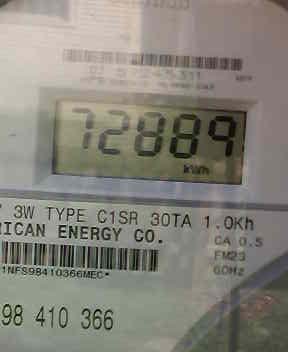 72889
kWh
3W TYPE C1SR 30TA 1.0Kh
RICAN ENERGY CO.
CA 0.5
FM2S
60Hz
1NFS98410366MEC*
98 410 366